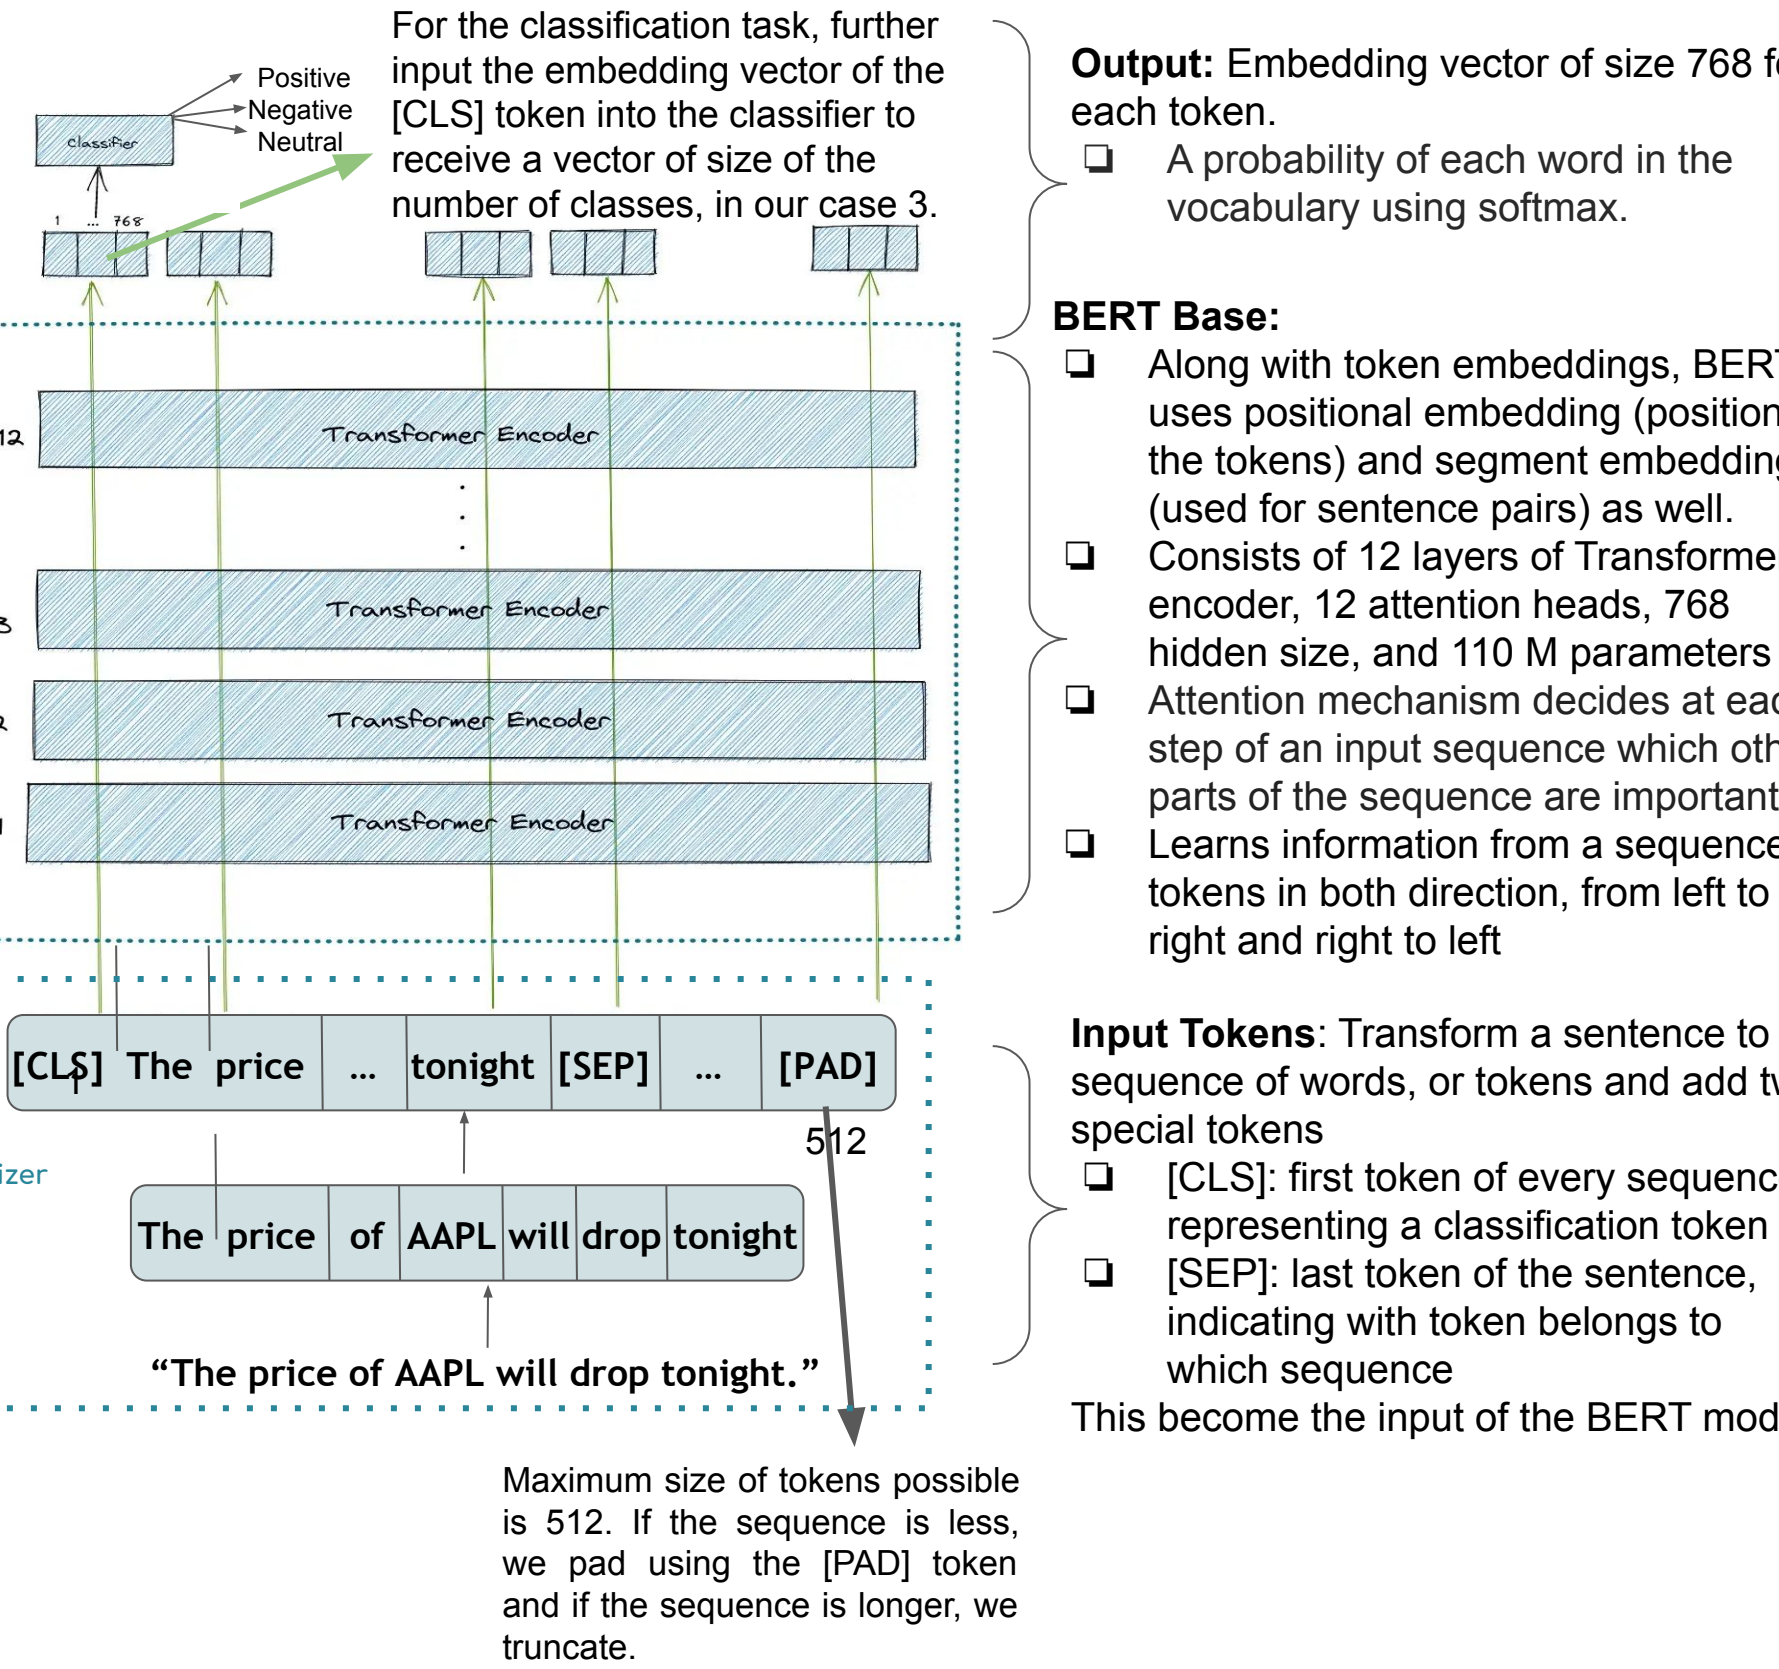 For the classification task, further
input the embedding vector of the
[CLS] token into the classifier to
receive a vector of size of the
number of classes, in our case 3.
Positive
Negative
Neutral
classifier
1 ... 768
12
Transformer Encoder
3
Transformer Encoder
2
Transformer Encoder
1
Transformer Encoder
[CLS] The price ... tonight [SEP] ... [PAD]
512
izer
The price of AAPL will drop tonight
“The price of AAPL will drop tonight.”
Maximum size of tokens possible
is 512. If the sequence is less,
we pad using the [PAD] token
and if the sequence is longer, we
truncate.
Output: Embedding vector of size 768 fo
each token.
❏ A probability of each word in the
vocabulary using softmax.
BERT Base:
❏ Along with token embeddings, BERT
uses positional embedding (position
the tokens) and segment embedding
(used for sentence pairs) as well.
❏ Consists of 12 layers of Transformer
encoder, 12 attention heads, 768
hidden size, and 110 M parameters
❏ Attention mechanism decides at eac
step of an input sequence which oth
parts of the sequence are important
❏ Learns information from a sequence
tokens in both direction, from left to
right and right to left
Input Tokens: Transform a sentence to
sequence of words, or tokens and add tw
special tokens
❏ [CLS]: first token of every sequenc
representing a classification token
❏ [SEP]: last token of the sentence,
indicating with token belongs to
which sequence
This become the input of the BERT mod